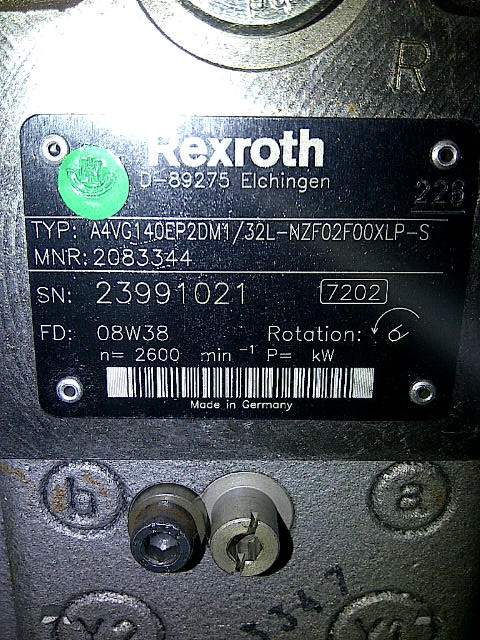 R
Rexroth
D-89275 Elchingen
228
TYP: A4VG140EP2DM1/32L-NZF02F00XLP-S
MNR: 2083344
SN: 23991021 7202
FD: 08W38 Rotation:
n= 2600 min⁻¹ P= kW
Made in Germany
b a
3347